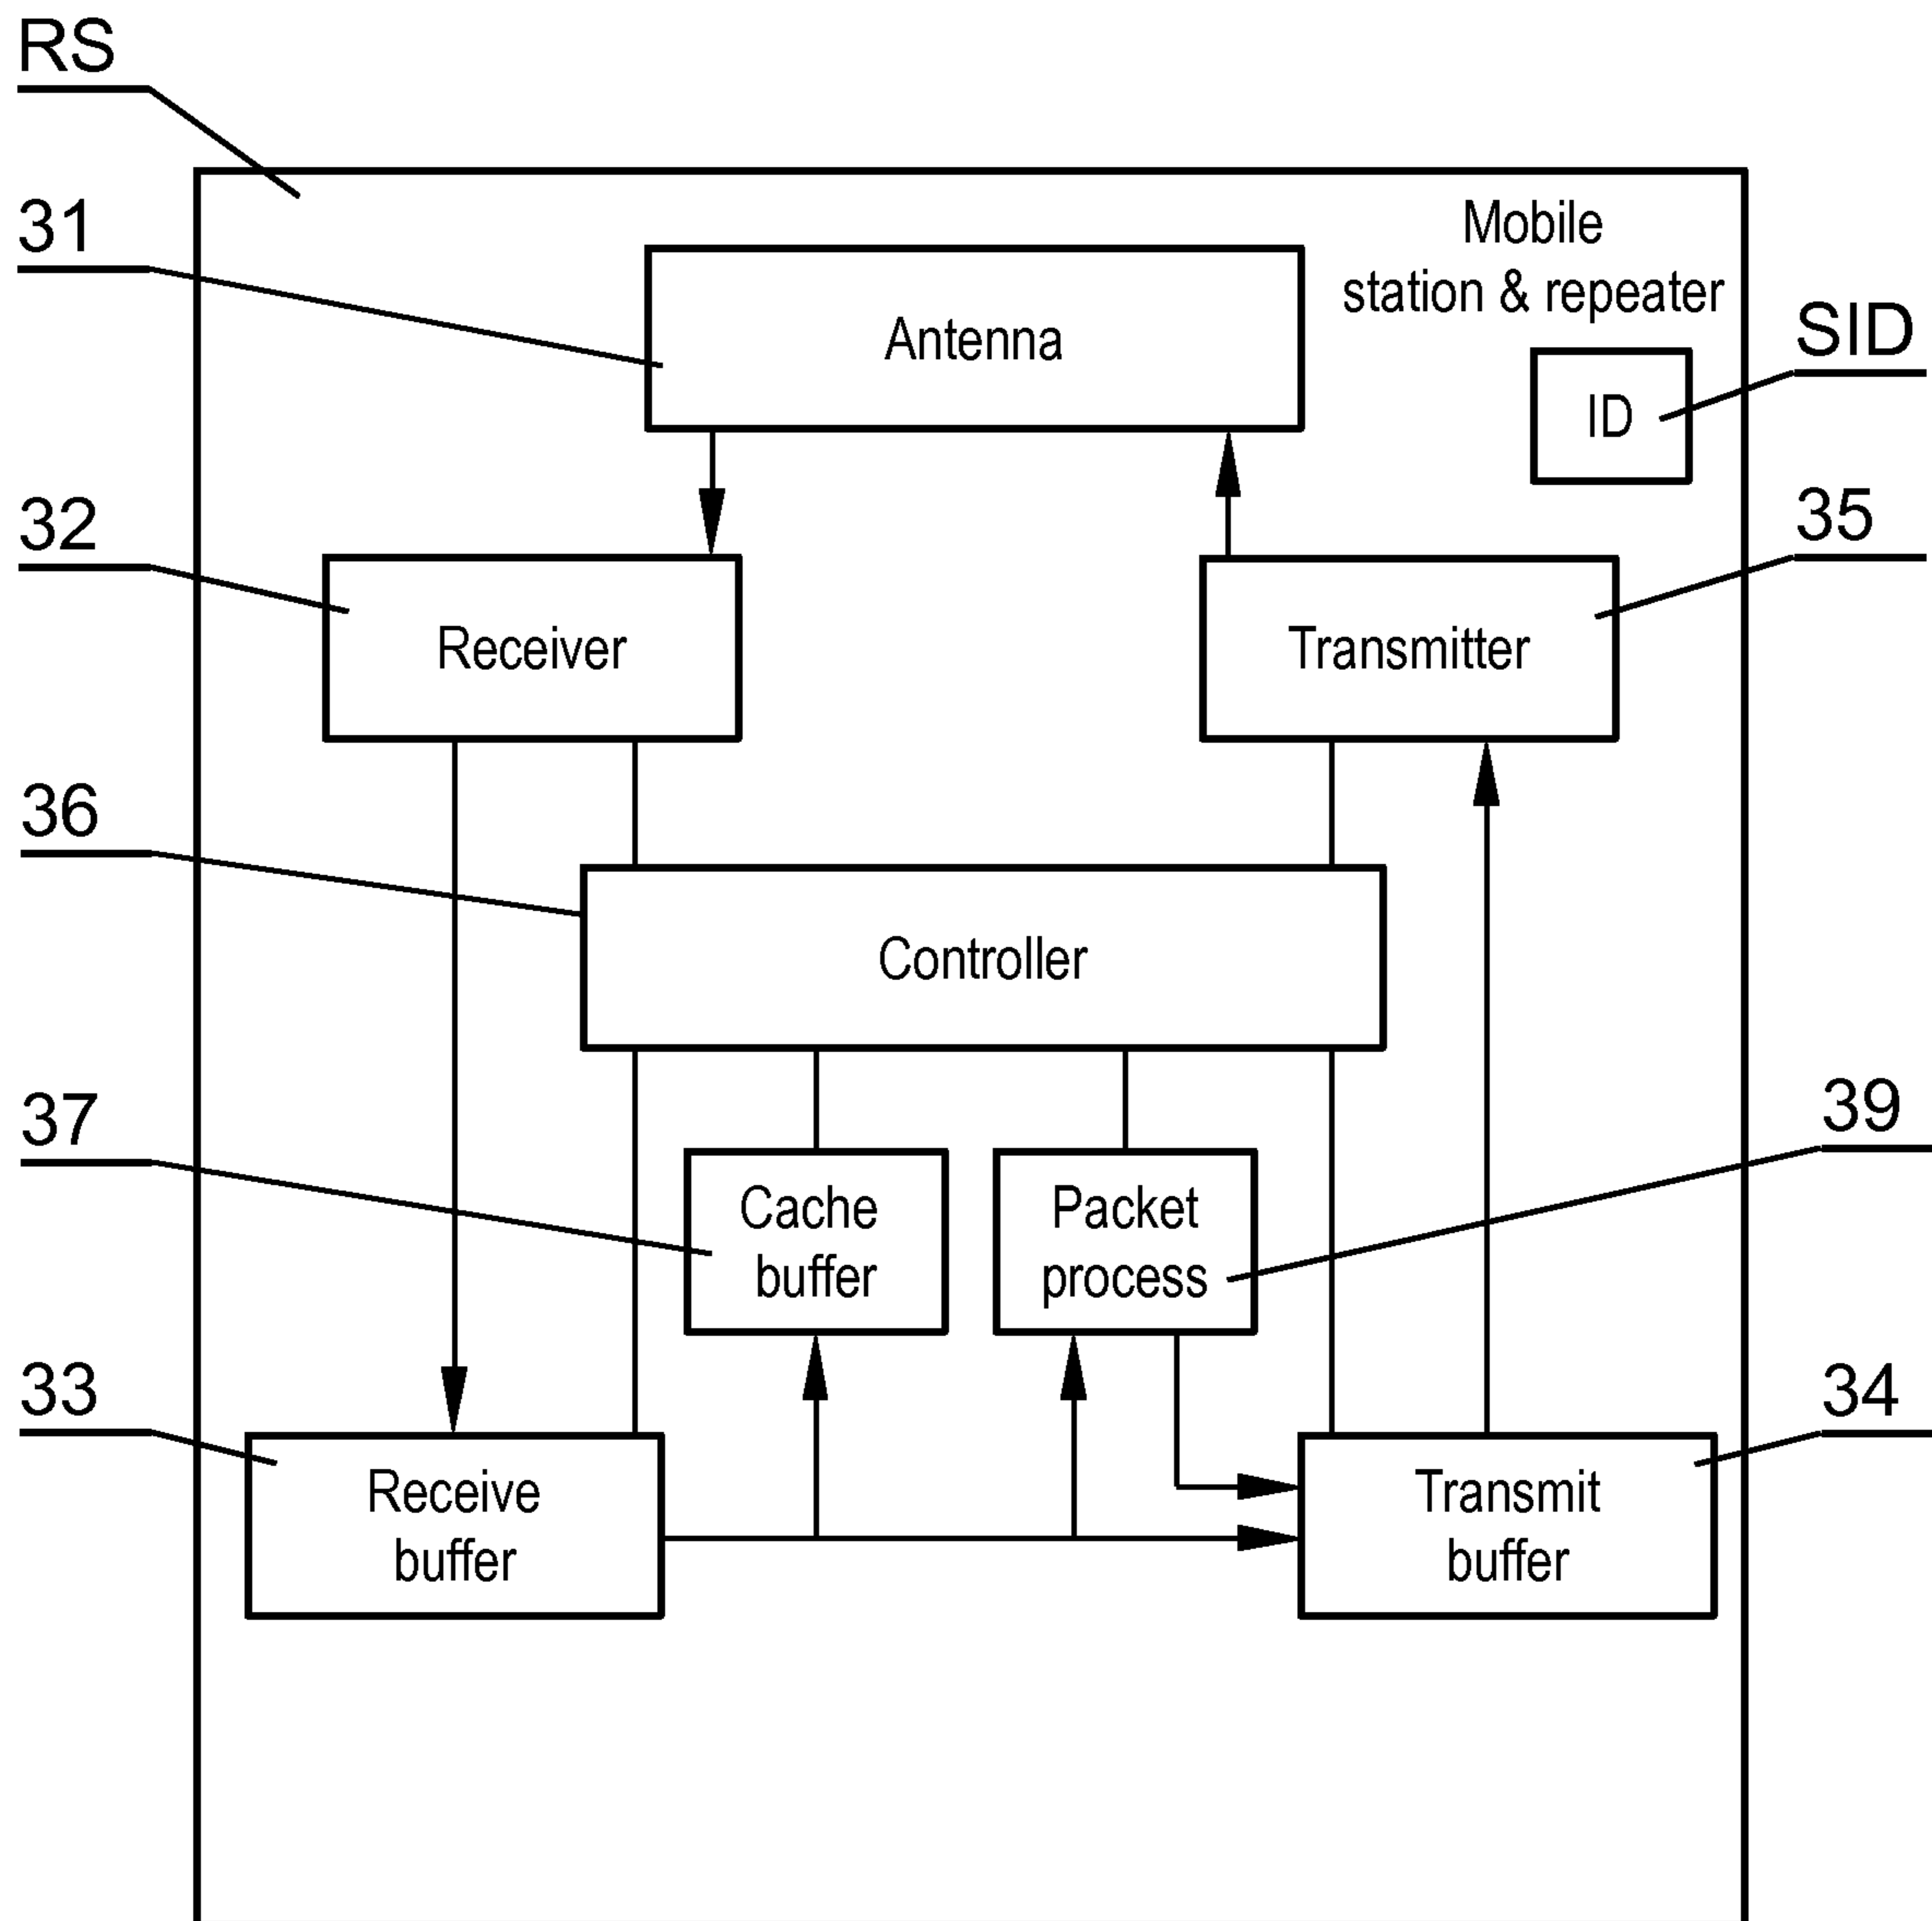 RS
31
Mobile
station & repeater
Antenna
SID
ID
32
35
Receiver
Transmitter
36
Controller
37
39
Cache
buffer
Packet
process
33
34
Receive
buffer
Transmit
buffer